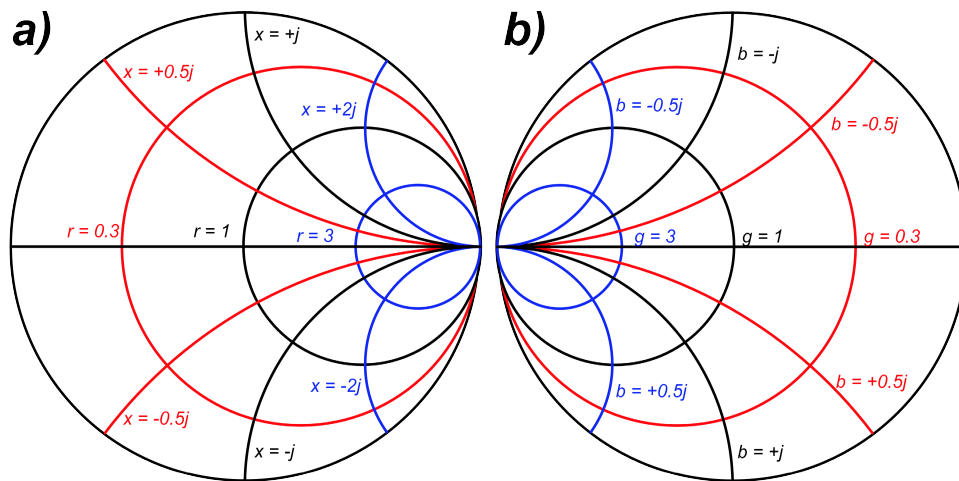 a)
x = +j
x = +0.5j
x = +2j
r = 0.3
r = 1
r = 3
x = -2j
x = -0.5j
x = -j
b)
b = -j
b = -0.5j
b = -0.5j
g = 3
g = 1
g = 0.3
b = +0.5j
b = +0.5j
b = +j